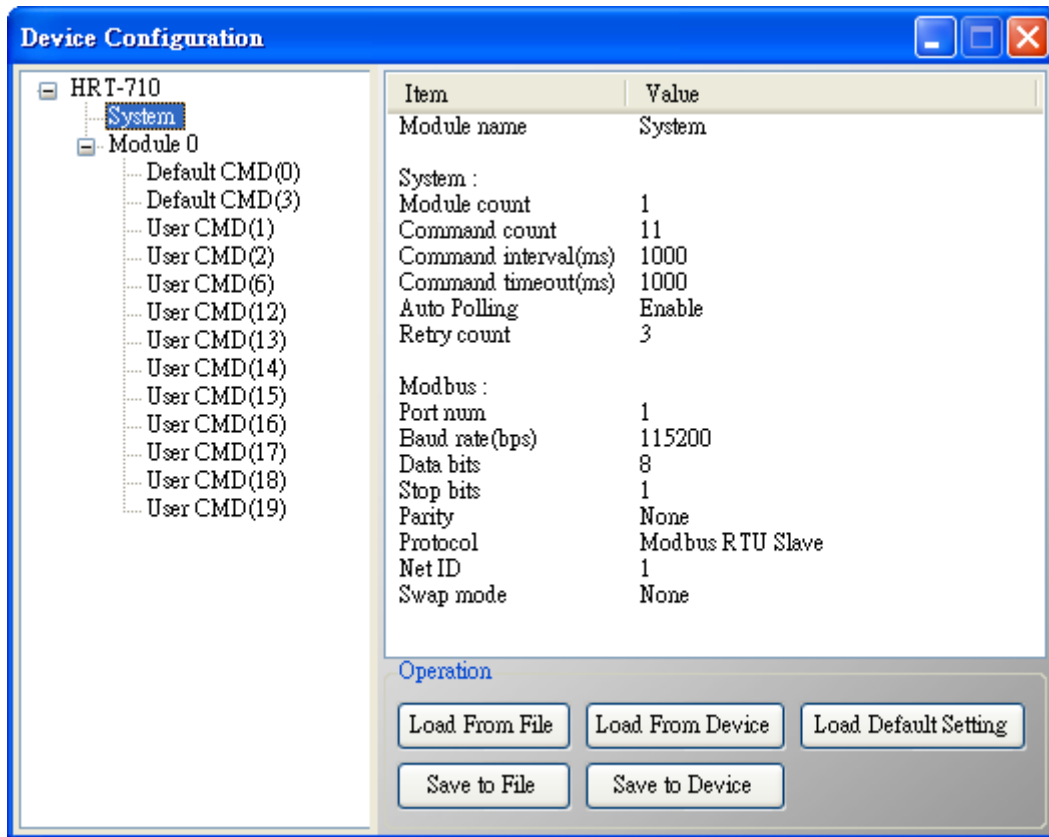 Device Configuration
HRT-710
System
Module 0
Default CMD(0)
Default CMD(3)
User CMD(1)
User CMD(2)
User CMD(6)
User CMD(12)
User CMD(13)
User CMD(14)
User CMD(15)
User CMD(16)
User CMD(17)
User CMD(18)
User CMD(19)
Item Value
Module name System
System :
Module count 1
Command count 11
Command interval(ms) 1000
Command timeout(ms) 1000
Auto Polling Enable
Retry count 3
Modbus :
Port num 1
Baud rate(bps) 115200
Data bits 8
Stop bits 1
Parity None
Protocol Modbus RTU Slave
Net ID 1
Swap mode None
Operation
Load From File Load From Device Load Default Setting
Save to File Save to Device